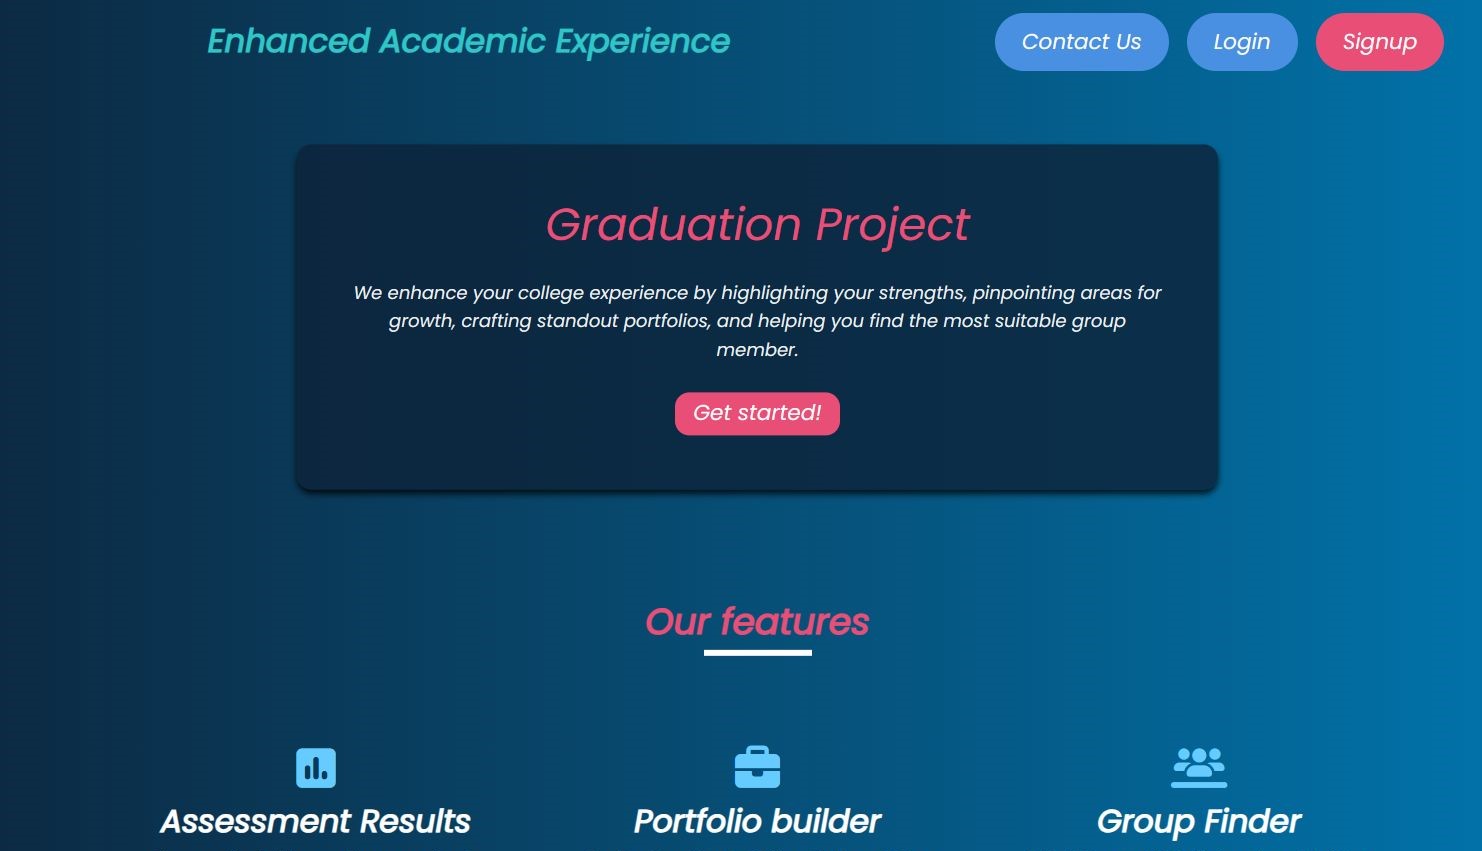 Enhanced Academic Experience
Contact Us
Login
Signup
Graduation Project
We enhance your college experience by highlighting your strengths, pinpointing areas for
growth, crafting standout portfolios, and helping you find the most suitable group
member.
Get started!
Our features
Assessment Results
Portfolio builder
Group Finder